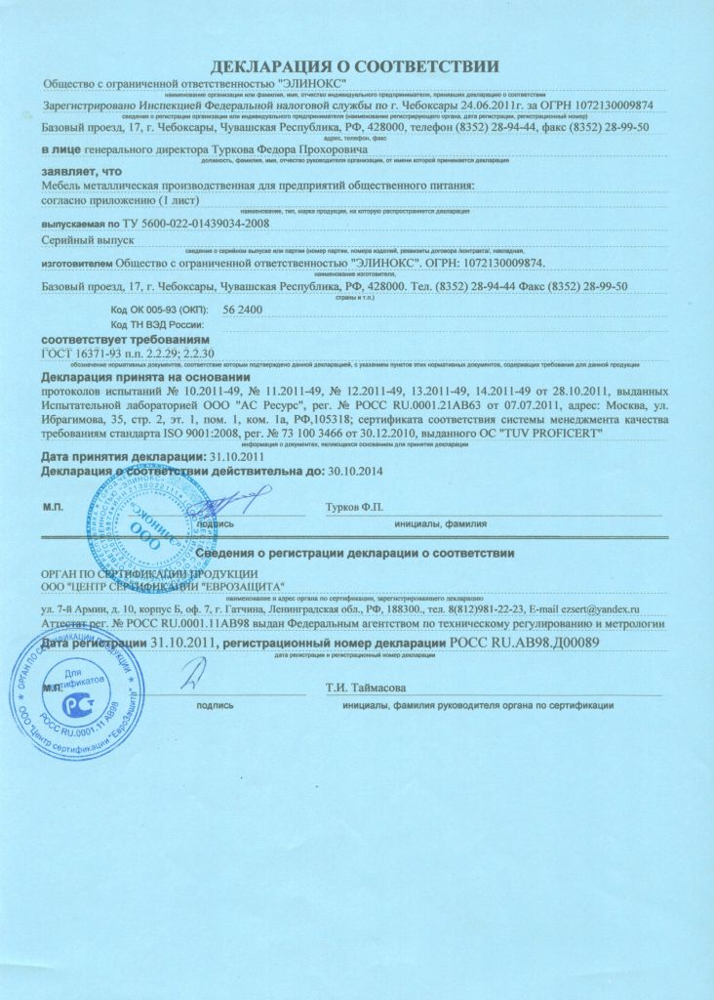 ДЕКЛАРАЦИЯ О СООТВЕТСТВИИ
Общество с ограниченной ответственностью "ЭЛИНОКС"
наименование организации или фамилия, имя, отчество индивидуального предпринимателя, принявших декларацию о соответствии
Зарегистрировано Инспекцией Федеральной налоговой службы по г. Чебоксары 24.06.2011г. за ОГРН 1072130009874
сведения о регистрации организации или индивидуального предпринимателя (наименование регистрирующего органа, дата регистрации, регистрационный номер)
Базовый проезд, 17, г. Чебоксары, Чувашская Республика, РФ, 428000, телефон (8352) 28-94-44, факс (8352) 28-99-50
адрес, телефон, факс
в лице генерального директора Туркова Федора Прохоровича
должность, фамилия, имя, отчество руководителя организации, от имени которой принимается декларация
заявляет, что
Мебель металлическая производственная для предприятий общественного питания:
согласно приложению (1 лист)
наименование, тип, марка продукции, на которую распространяется декларация
выпускаемая по ТУ 5600-022-01439034-2008
Серийный выпуск
сведения о серийном выпуске или партии (номер партии, номера изделий, реквизиты договора /контракта/, накладная,
изготовителем Общество с ограниченной ответственностью "ЭЛИНОКС". ОГРН: 1072130009874.
наименование изготовителя,
Базовый проезд, 17, г. Чебоксары, Чувашская Республика, РФ, 428000. Тел. (8352) 28-94-44 Факс (8352) 28-99-50
страны и т.п.)
Код ОК 005-93 (ОКП): 56 2400
Код ТН ВЭД России:
соответствует требованиям
ГОСТ 16371-93 п.п. 2.2.29; 2.2.30
обозначение нормативных документов, соответствие которым подтверждено данной декларацией, с указанием пунктов этих нормативных документов, содержащих требования для данной продукции
Декларация принята на основании
протоколов испытаний № 10.2011-49, № 11.2011-49, № 12.2011-49, 13.2011-49, 14.2011-49 от 28.10.2011, выданных
Испытательной лабораторией ООО "АС Ресурс", рег. № РОСС RU.0001.21АВ63 от 07.07.2011, адрес: Москва, ул.
Ибрагимова, 35, стр. 2, эт. 1, пом. 1, ком. 1а, РФ,105318; сертификата соответствия системы менеджмента качества
требованиям стандарта ISO 9001:2008, рег. № 73 100 3466 от 30.12.2010, выданного ОС "TUV PROFICERT"
информация о документах, являющихся основанием для принятия декларации
Дата принятия декларации: 31.10.2011
Декларация о соответствии действительна до: 30.10.2014
М.П.
Турков Ф.П.
подпись
инициалы, фамилия
ООО
"ЭЛИНОКС"
Сведения о регистрации декларации о соответствии
ОРГАН ПО СЕРТИФИКАЦИИ ПРОДУКЦИИ
ООО "ЦЕНТР СЕРТИФИКАЦИИ "ЕВРОЗАЩИТА"
наименование и адрес органа по сертификации, зарегистрировавшего декларацию
ул. 7-й Армии, д. 10, корпус Б, оф. 7, г. Гатчина, Ленинградская обл., РФ, 188300., тел. 8(812)981-22-23, E-mail ezsert@yandex.ru
Аттестат рег. № РОСС RU.0001.11АВ98 выдан Федеральным агентством по техническому регулированию и метрологии
Дата регистрации 31.10.2011, регистрационный номер декларации РОСС RU.АВ98.Д00089
дата регистрации и регистрационный номер декларации
М.П.
Т.И. Таймасова
подпись
инициалы, фамилия руководителя органа по сертификации
ОРГАН ПО СЕРТИФИКАЦИИ ПРОДУКЦИИ
ООО "Центр сертификации "ЕвроЗащита"
Для
сертификатов
РОСС RU.0001.11 АВ98